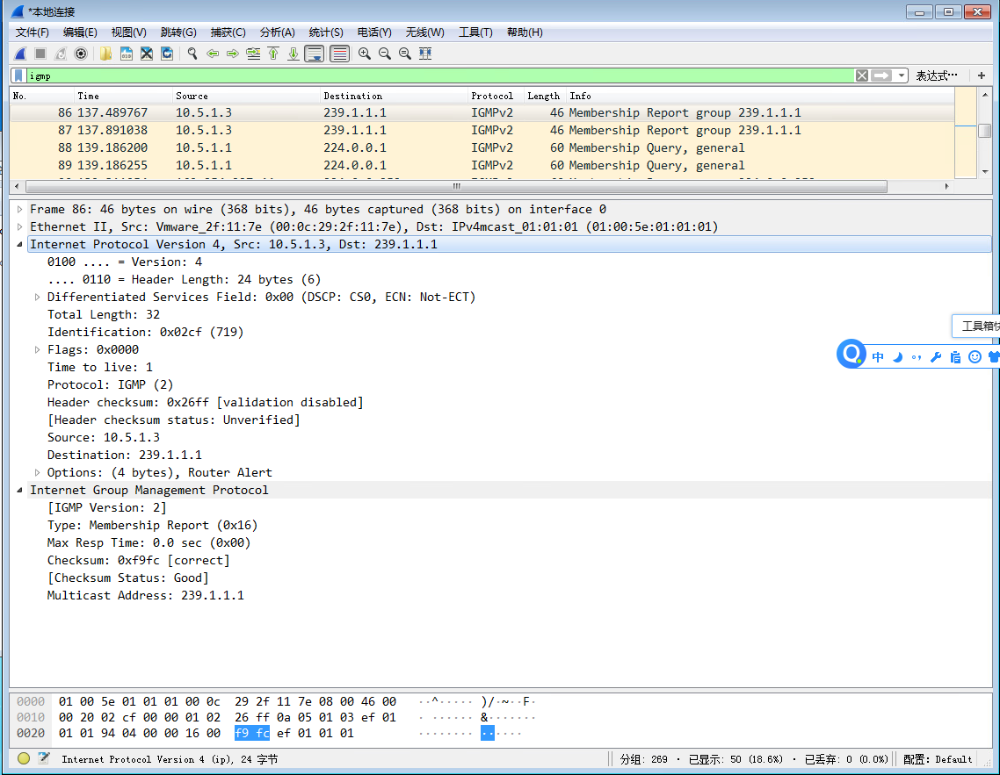 *本地连接
文件(F) 编辑(E) 视图(V) 跳转(G) 捕获(C) 分析(A) 统计(S) 电话(Y) 无线(W) 工具(T) 帮助(H)
igmp 表达式… +
No. Time Source Destination Protocol Length Info
86 137.489767 10.5.1.3 239.1.1.1 IGMPv2 46 Membership Report group 239.1.1.1
87 137.891038 10.5.1.3 239.1.1.1 IGMPv2 46 Membership Report group 239.1.1.1
88 139.186200 10.5.1.1 224.0.0.1 IGMPv2 60 Membership Query, general
89 139.186255 10.5.1.1 224.0.0.1 IGMPv2 60 Membership Query, general
Frame 86: 46 bytes on wire (368 bits), 46 bytes captured (368 bits) on interface 0
Ethernet II, Src: Vmware_2f:11:7e (00:0c:29:2f:11:7e), Dst: IPv4mcast_01:01:01 (01:00:5e:01:01:01)
Internet Protocol Version 4, Src: 10.5.1.3, Dst: 239.1.1.1
0100 .... = Version: 4
.... 0110 = Header Length: 24 bytes (6)
Differentiated Services Field: 0x00 (DSCP: CS0, ECN: Not-ECT)
Total Length: 32
工具箱
Identification: 0x02cf (719)
Flags: 0x0000
中
Time to live: 1
Protocol: IGMP (2)
Header checksum: 0x26ff [validation disabled]
[Header checksum status: Unverified]
Source: 10.5.1.3
Destination: 239.1.1.1
Options: (4 bytes), Router Alert
Internet Group Management Protocol
[IGMP Version: 2]
Type: Membership Report (0x16)
Max Resp Time: 0.0 sec (0x00)
Checksum: 0xf9fc [correct]
[Checksum Status: Good]
Multicast Address: 239.1.1.1
0000 01 00 5e 01 01 01 00 0c 29 2f 11 7e 08 00 46 00 ··^····· )/·~··F·
0010 00 20 02 cf 00 00 01 02 26 ff 0a 05 01 03 ef 01 · ······ &·······
0020 01 01 94 04 00 00 16 00 f9 fc ef 01 01 01 ········ ······
Internet Protocol Version 4 (ip), 24 字节 分组: 269 · 已显示: 50 (18.6%) · 已丢弃: 0 (0.0%) 配置: Default